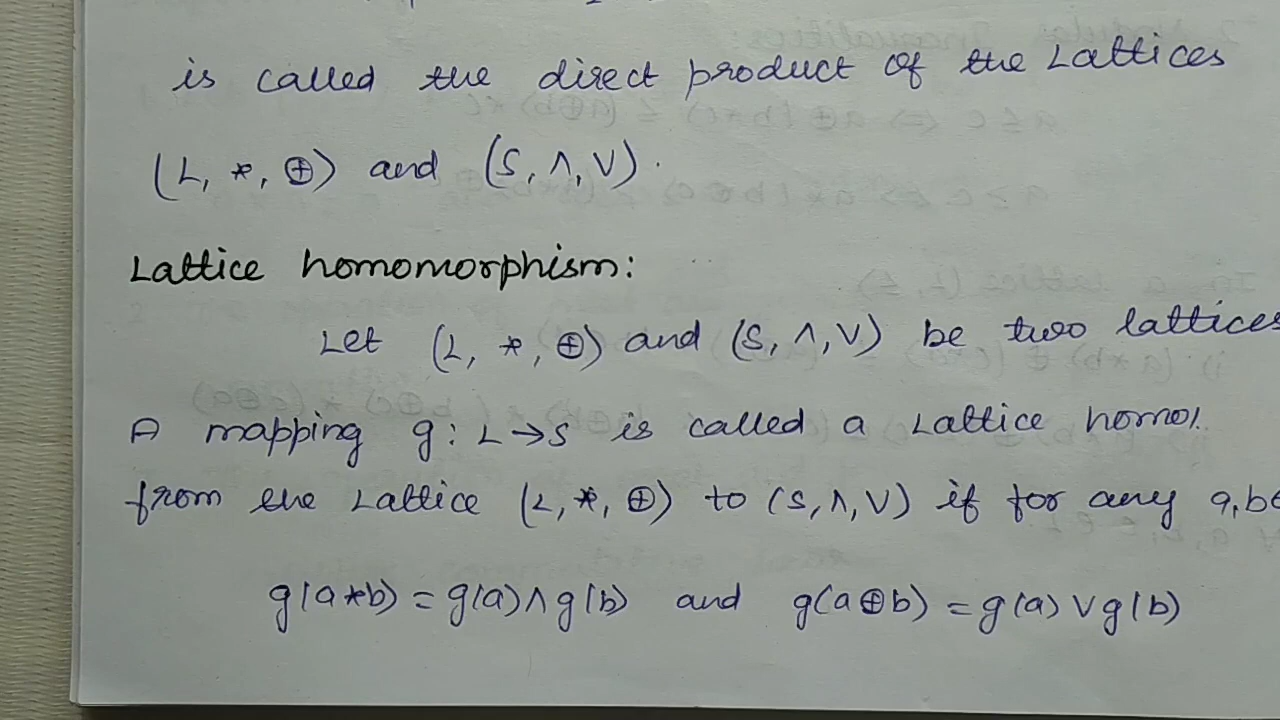 is called the direct product of the Lattices
(L, *, ⊕) and (S, ∧, ∨).
Lattice homomorphism:
Let (L, *, ⊕) and (S, ∧, ∨) be two lattices
A mapping g: L→S is called a Lattice homo/.
from the Lattice (L, *, ⊕) to (S, ∧, ∨) if for any a, b ∈
g(a*b) = g(a) ∧ g(b) and g(a ⊕ b) = g(a) ∨ g(b)